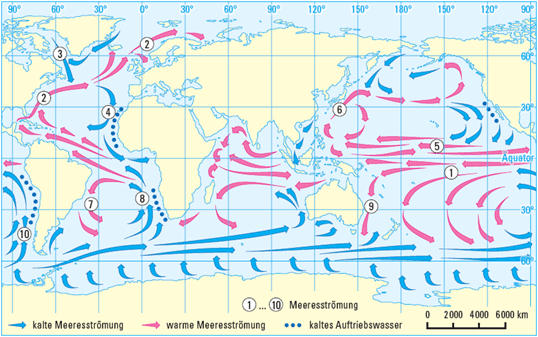 90° 60° 30° 0° 30° 60° 90° 120° 150° 180° 150° 120° 90°
2
3
60°
2
4
6
30°
5
Äquator
1
7
8
9
30°
10
60°
1 ... 10 Meeresströmung
kalte Meeresströmung
warme Meeresströmung
kaltes Auftriebswasser
0 2000 4000 6000 km